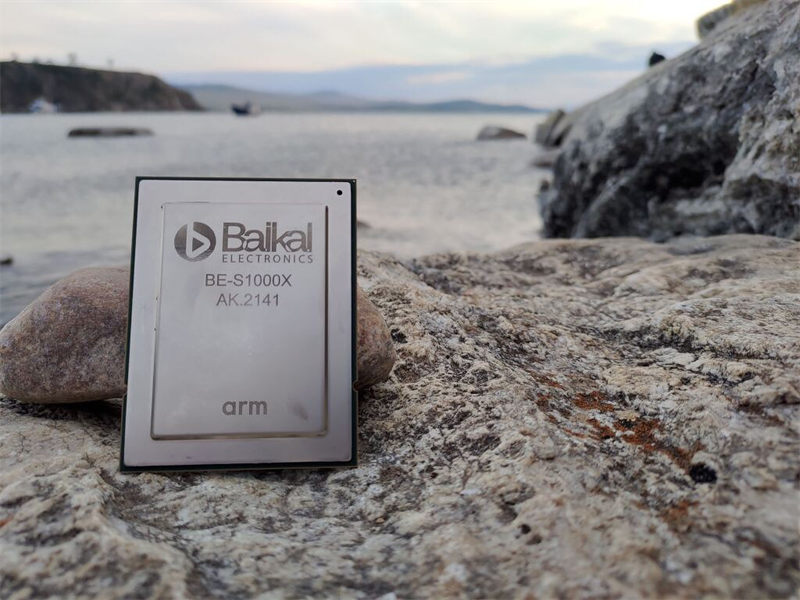 Baikal
ELECTRONICS
BE-S1000X
AK.2141
arm